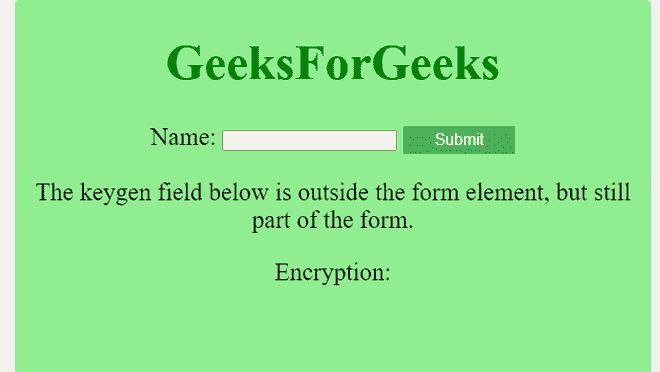 GeeksForGeeks
Name: Submit
The keygen field below is outside the form element, but still
part of the form.
Encryption: